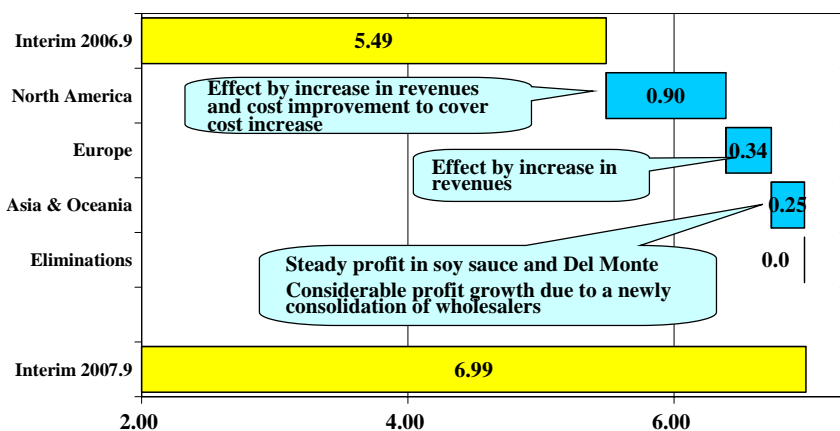 Interim 2006.9
5.49
Effect by increase in revenues
and cost improvement to cover
cost increase
North America
0.90
Europe
0.34
Effect by increase in
revenues
Asia & Oceania
0.25
Eliminations
0.0
Steady profit in soy sauce and Del Monte
Considerable profit growth due to a newly
consolidation of wholesalers
Interim 2007.9
6.99
2.00 4.00 6.00